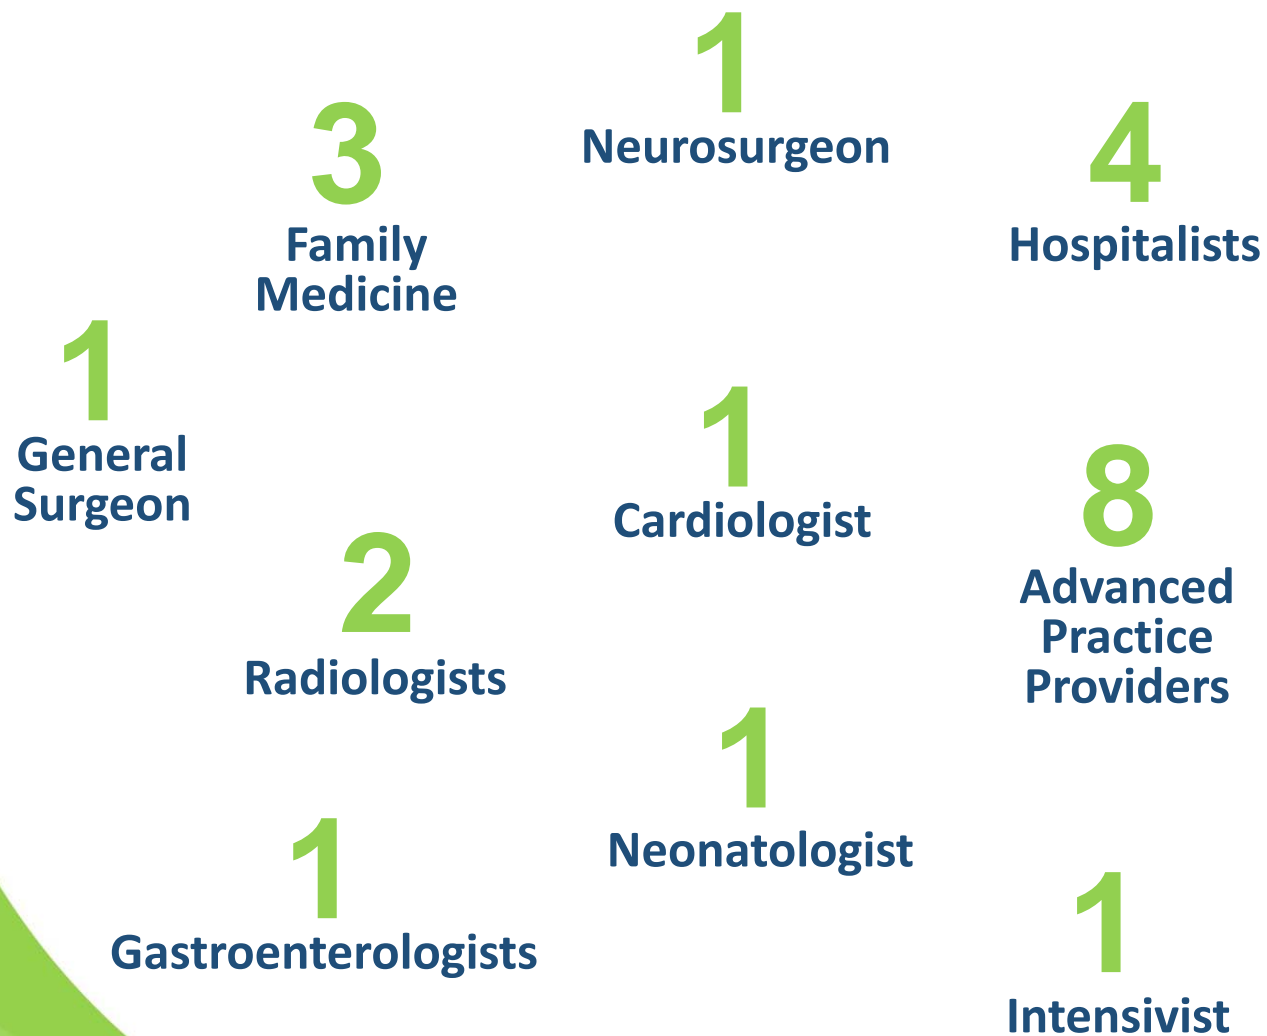 1
Neurosurgeon
3
Family
Medicine
4
Hospitalists
1
General
Surgeon
1
Cardiologist
8
Advanced
Practice
Providers
2
Radiologists
1
Neonatologist
1
Gastroenterologists
1
Intensivist